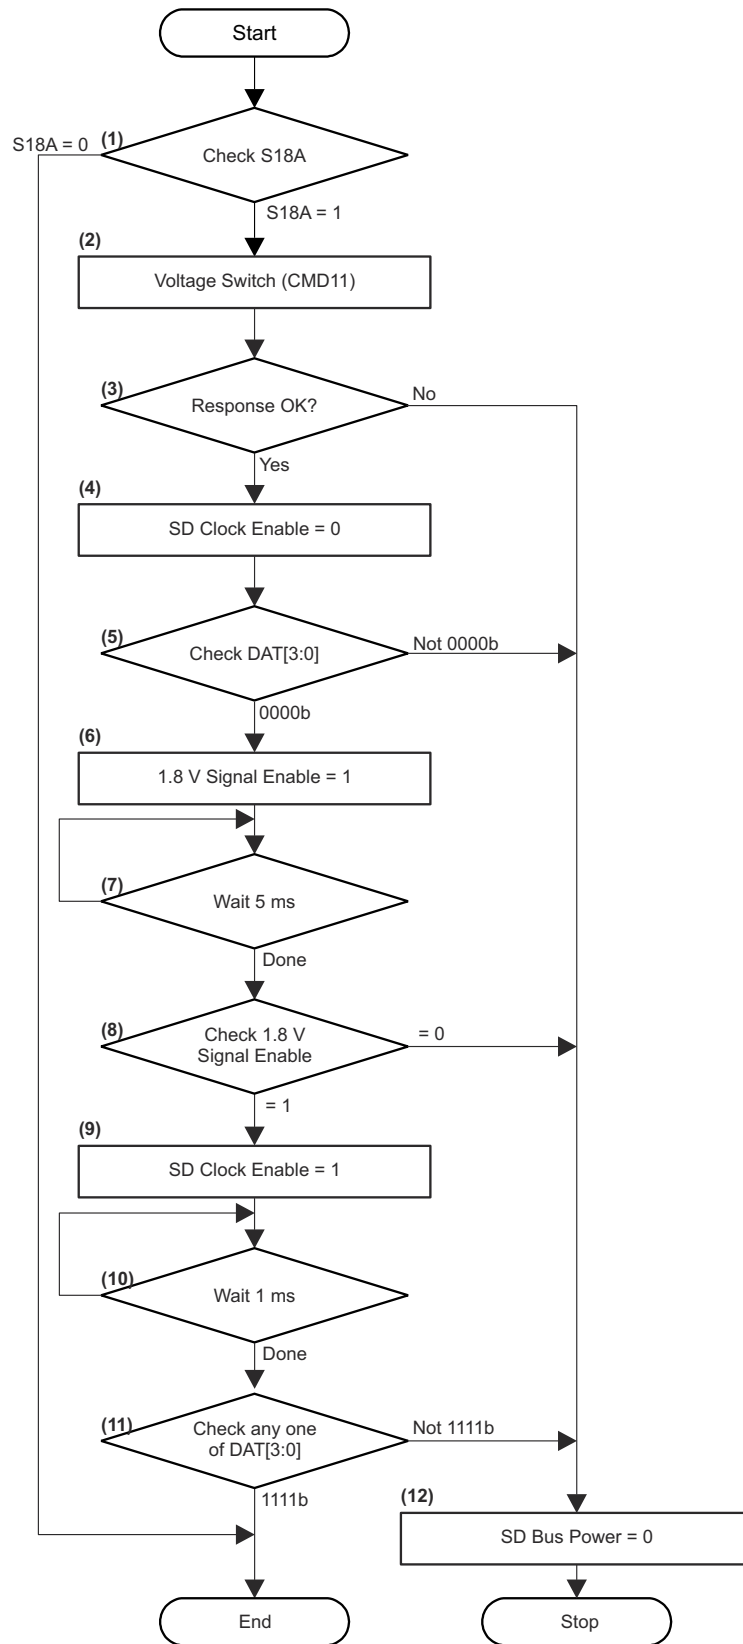 Start
S18A = 0
(1)
Check S18A
S18A = 1
(2)
Voltage Switch (CMD11)
(3)
Response OK?
No
Yes
(4)
SD Clock Enable = 0
(5)
Check DAT[3:0]
Not 0000b
0000b
(6)
1.8 V Signal Enable = 1
(7)
Wait 5 ms
Done
(8)
Check 1.8 V
Signal Enable
= 0
= 1
(9)
SD Clock Enable = 1
(10)
Wait 1 ms
Done
(11)
Check any one
of DAT[3:0]
Not 1111b
1111b
(12)
SD Bus Power = 0
End
Stop